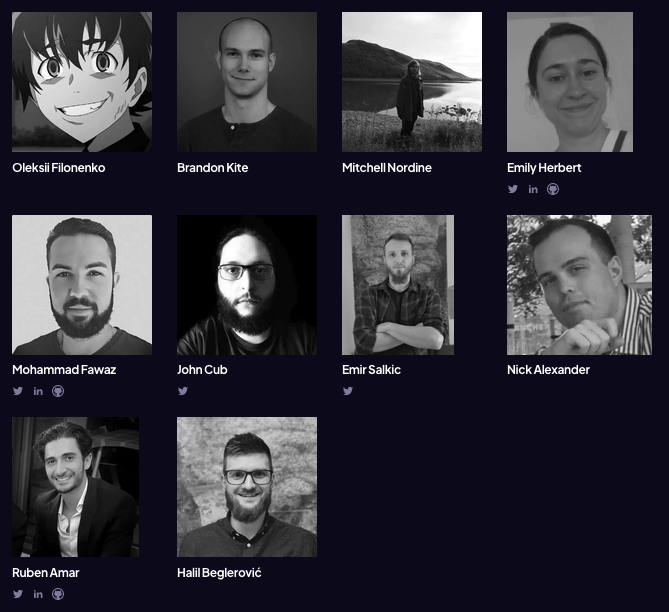 Oleksii Filonenko
Brandon Kite
Mitchell Nordine
Emily Herbert
Mohammad Fawaz
John Cub
Emir Salkic
Nick Alexander
Ruben Amar
Halil Beglerović